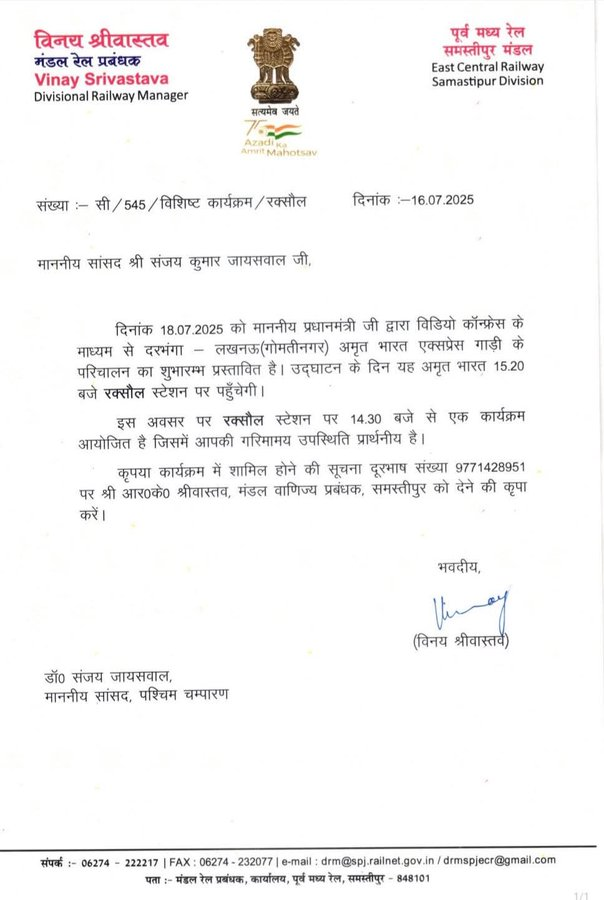 विनय श्रीवास्तव
मंडल रेल प्रबंधक
Vinay Srivastava
Divisional Railway Manager
सत्यमेव जयते
75
Azadi Ka
Amrit Mahotsav
पूर्व मध्य रेल
समस्तीपुर मंडल
East Central Railway
Samastipur Division
संख्या :– सी/545/विशिष्ट कार्यक्रम/रक्सौल दिनांक :–16.07.2025
माननीय सांसद श्री संजय कुमार जायसवाल जी,
दिनांक 18.07.2025 को माननीय प्रधानमंत्री जी द्वारा विडियो कॉन्फ्रेस के
माध्यम से दरभंगा – लखनऊ(गोमतीनगर) अमृत भारत एक्सप्रेस गाड़ी के
परिचालन का शुभारम्भ प्रस्तावित है। उद्घाटन के दिन यह अमृत भारत 15.20
बजे रक्सौल स्टेशन पर पहुँचेगी।
इस अवसर पर रक्सौल स्टेशन पर 14.30 बजे से एक कार्यक्रम
आयोजित है जिसमें आपकी गरिमामय उपस्थिति प्रार्थनीय है।
कृपया कार्यक्रम में शामिल होने की सूचना दूरभाष संख्या 9771428951
पर श्री आर0के0 श्रीवास्तव, मंडल वाणिज्य प्रबंधक, समस्तीपुर को देने की कृपा
करें।
भवदीय,
Vinay
(विनय श्रीवास्तव)
डॉ0 संजय जायसवाल,
माननीय सांसद, पश्चिम चम्पारण
संपर्क :- 06274 - 222217 | FAX : 06274 - 232077 | e-mail : drm@spj.railnet.gov.in / drmspjecr@gmail.com
पता :- मंडल रेल प्रबंधक, कार्यालय, पूर्व मध्य रेल, समस्तीपुर - 848101
1/1